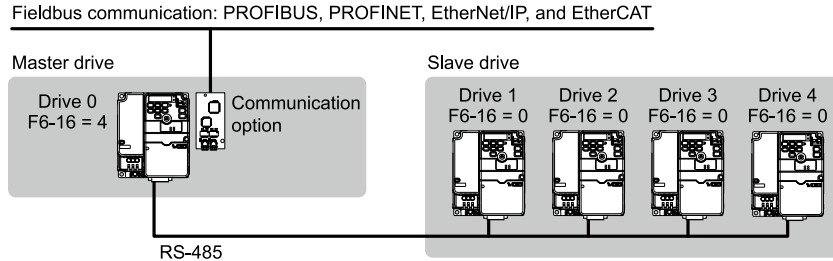 Fieldbus communication: PROFIBUS, PROFINET, EtherNet/IP, and EtherCAT
Master drive
Drive 0
F6-16 = 4
Communication
option
Slave drive
Drive 1
F6-16 = 0
Drive 2
F6-16 = 0
Drive 3
F6-16 = 0
Drive 4
F6-16 = 0
RS-485